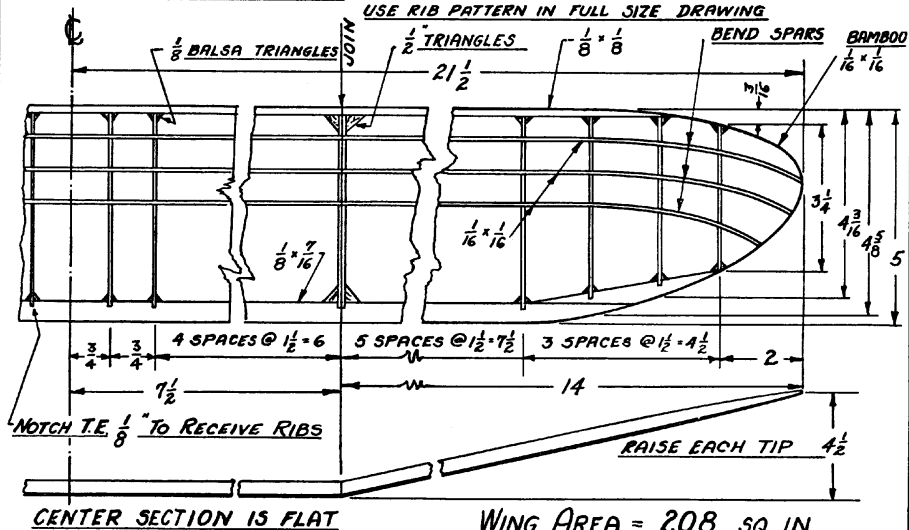 USE RIB PATTERN IN FULL SIZE DRAWING
℄
1/8 BALSA TRIANGLES
JOIN
1/2" TRIANGLES
1/8 x 1/8
BEND SPARS
BAMBOO
1/16 x 1/16
21 1/2
3/16
1/16 x 1/16
1/8 x 7/16
3 1/4
4 3/16
4 5/8
5
3/4
3/4
4 SPACES @ 1 1/2 = 6
5 SPACES @ 1 1/2 = 7 1/2
3 SPACES @ 1 1/2 = 4 1/2
2
7 1/2
14
NOTCH T.E. 1/8" TO RECEIVE RIBS
RAISE EACH TIP 4 1/2
CENTER SECTION IS FLAT
WING AREA = 208 SQ IN